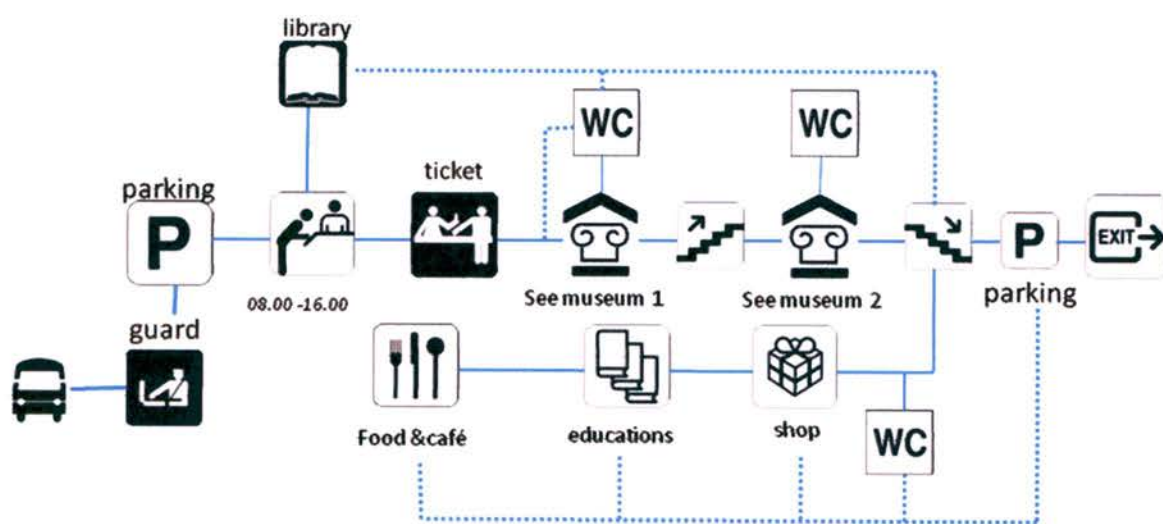 library
WC
WC
parking
ticket
P
P
EXIT
08.00 -16.00
See museum 1
See museum 2
parking
guard
Food &café
educations
shop
WC